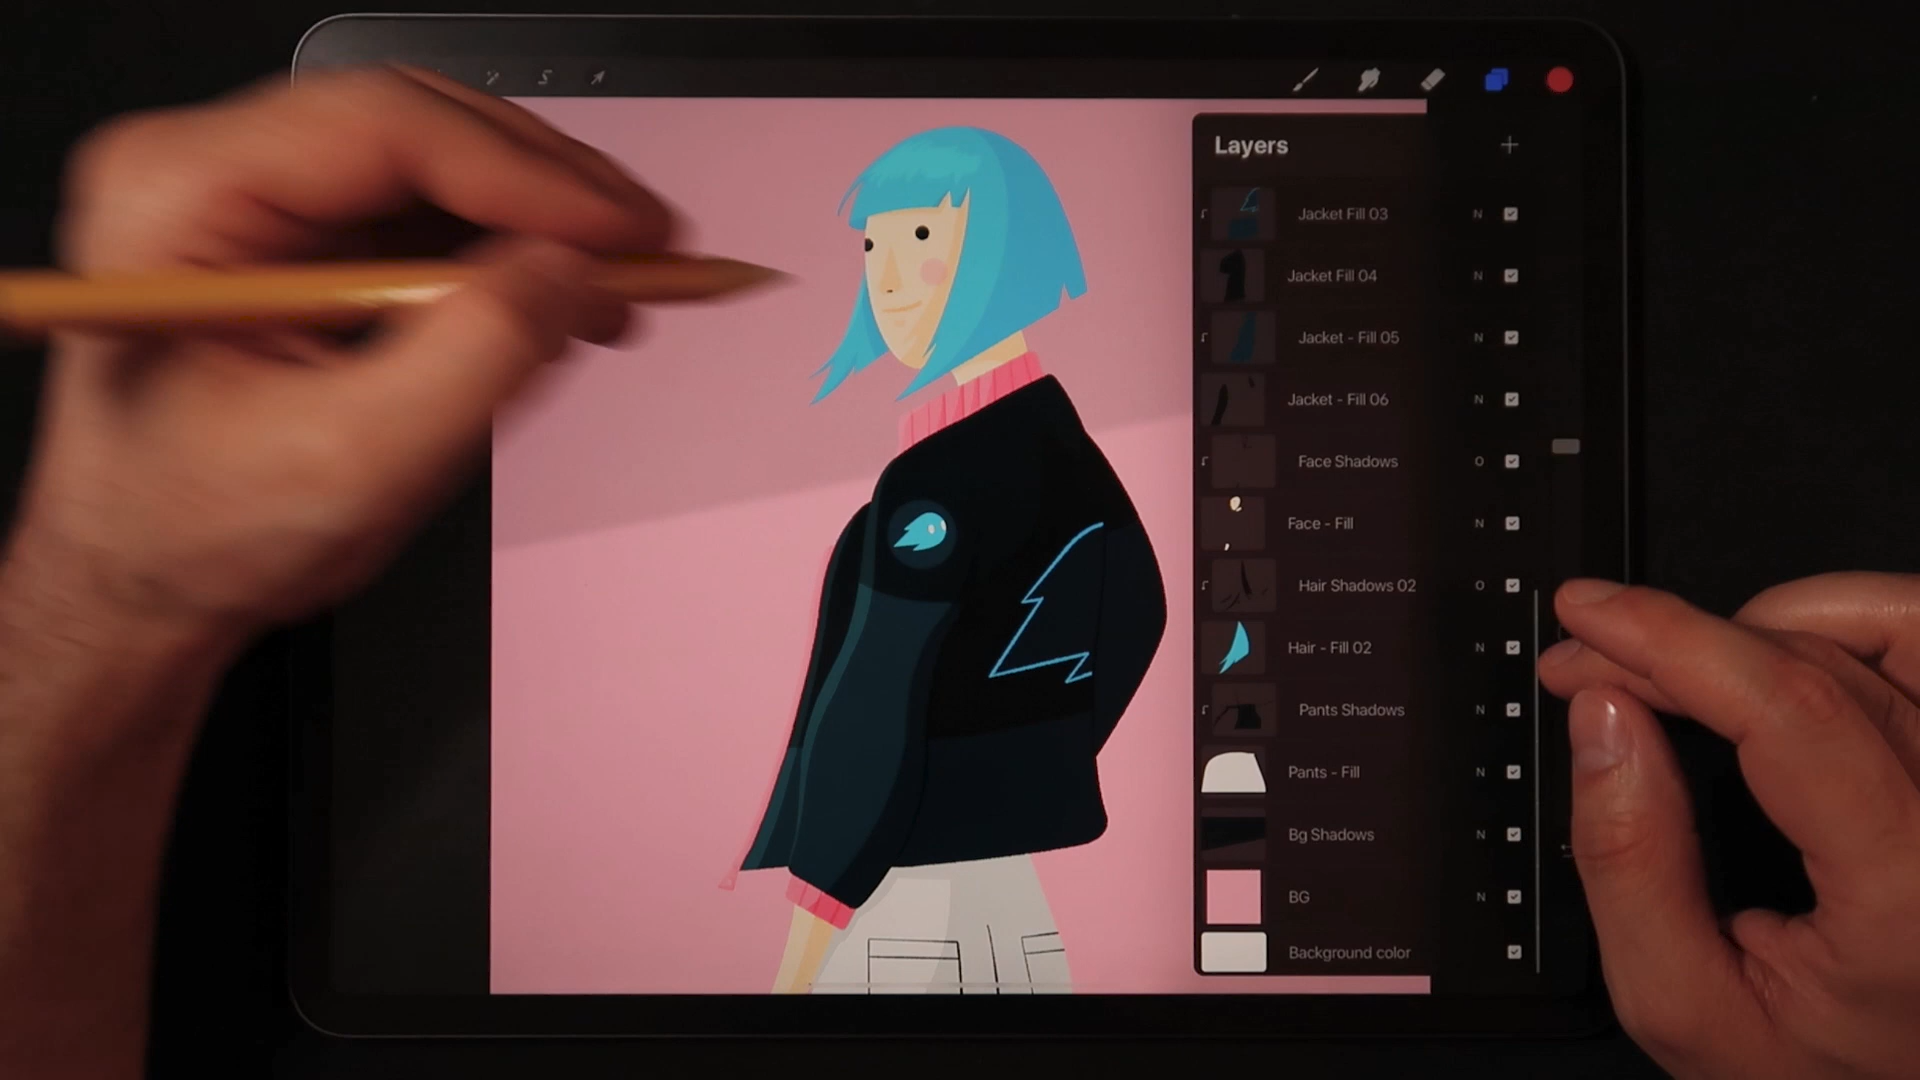 Layers
Jacket Fill 03 N
Jacket Fill 04 N
Jacket - Fill 05 N
Jacket - Fill 06 N
Face Shadows O
Face - Fill N
Hair Shadows 02 O
Hair - Fill 02 N
Pants Shadows N
Pants - Fill N
Bg Shadows N
BG N
Background color